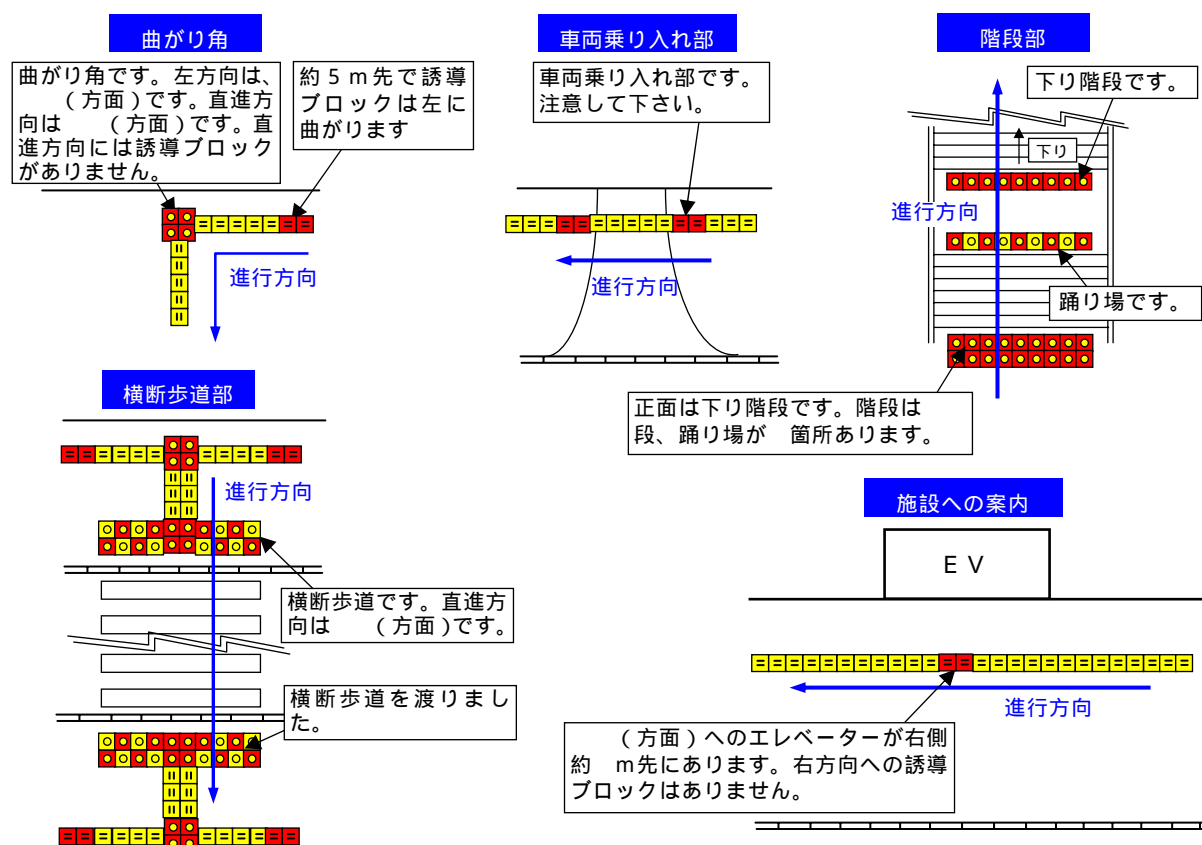 曲がり角
曲がり角です。左方向は、
(方面)です。直進方
向は　　(方面)です。直
進方向には誘導ブロック
がありません。
約５ｍ先で誘導
ブロックは左に
曲がります
進行方向
車両乗り入れ部
車両乗り入れ部です。
注意して下さい。
進行方向
階段部
下り階段です。
下り
進行方向
踊り場です。
正面は下り階段です。階段は
段、踊り場が　箇所あります。
横断歩道部
進行方向
横断歩道です。直進方
向は　　(方面)です。
横断歩道を渡りまし
た。
施設への案内
ＥＶ
進行方向
(方面)へのエレベーターが右側
約　ｍ先にあります。右方向への誘導
ブロックはありません。